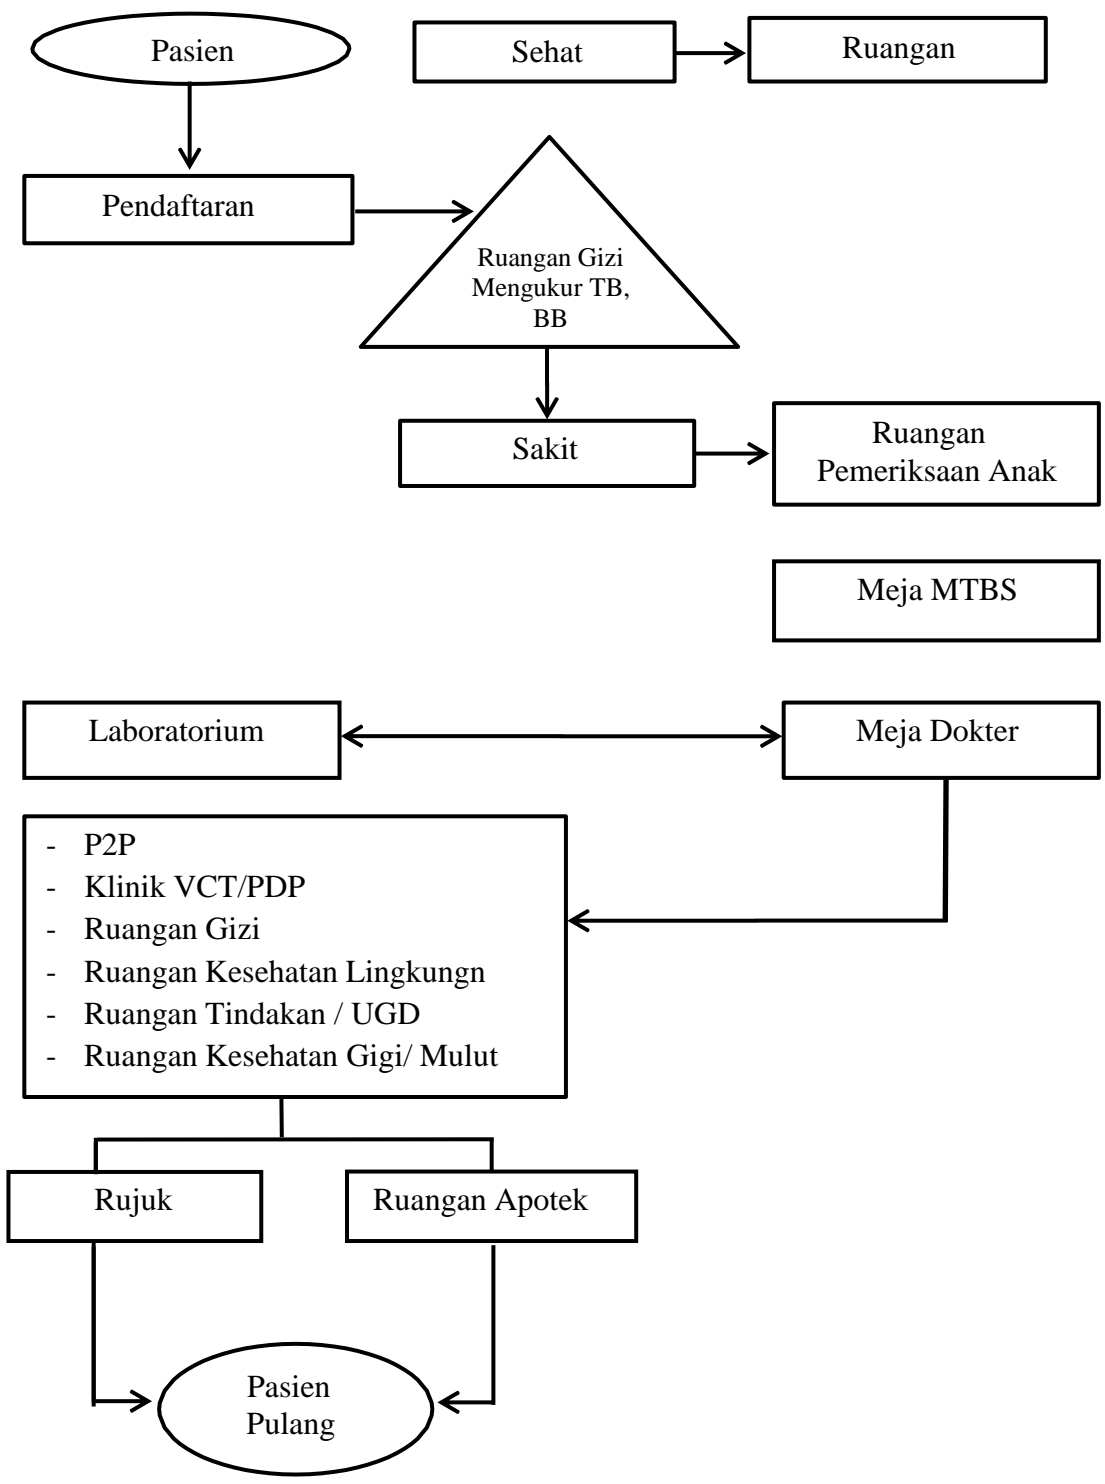 Pasien
Sehat
Ruangan
Pendaftaran
Ruangan Gizi
Mengukur TB,
BB
Sakit
Ruangan
Pemeriksaan Anak
Meja MTBS
Laboratorium
Meja Dokter
- P2P
- Klinik VCT/PDP
- Ruangan Gizi
- Ruangan Kesehatan Lingkungn
- Ruangan Tindakan / UGD
- Ruangan Kesehatan Gigi/ Mulut
Rujuk
Ruangan Apotek
Pasien
Pulang